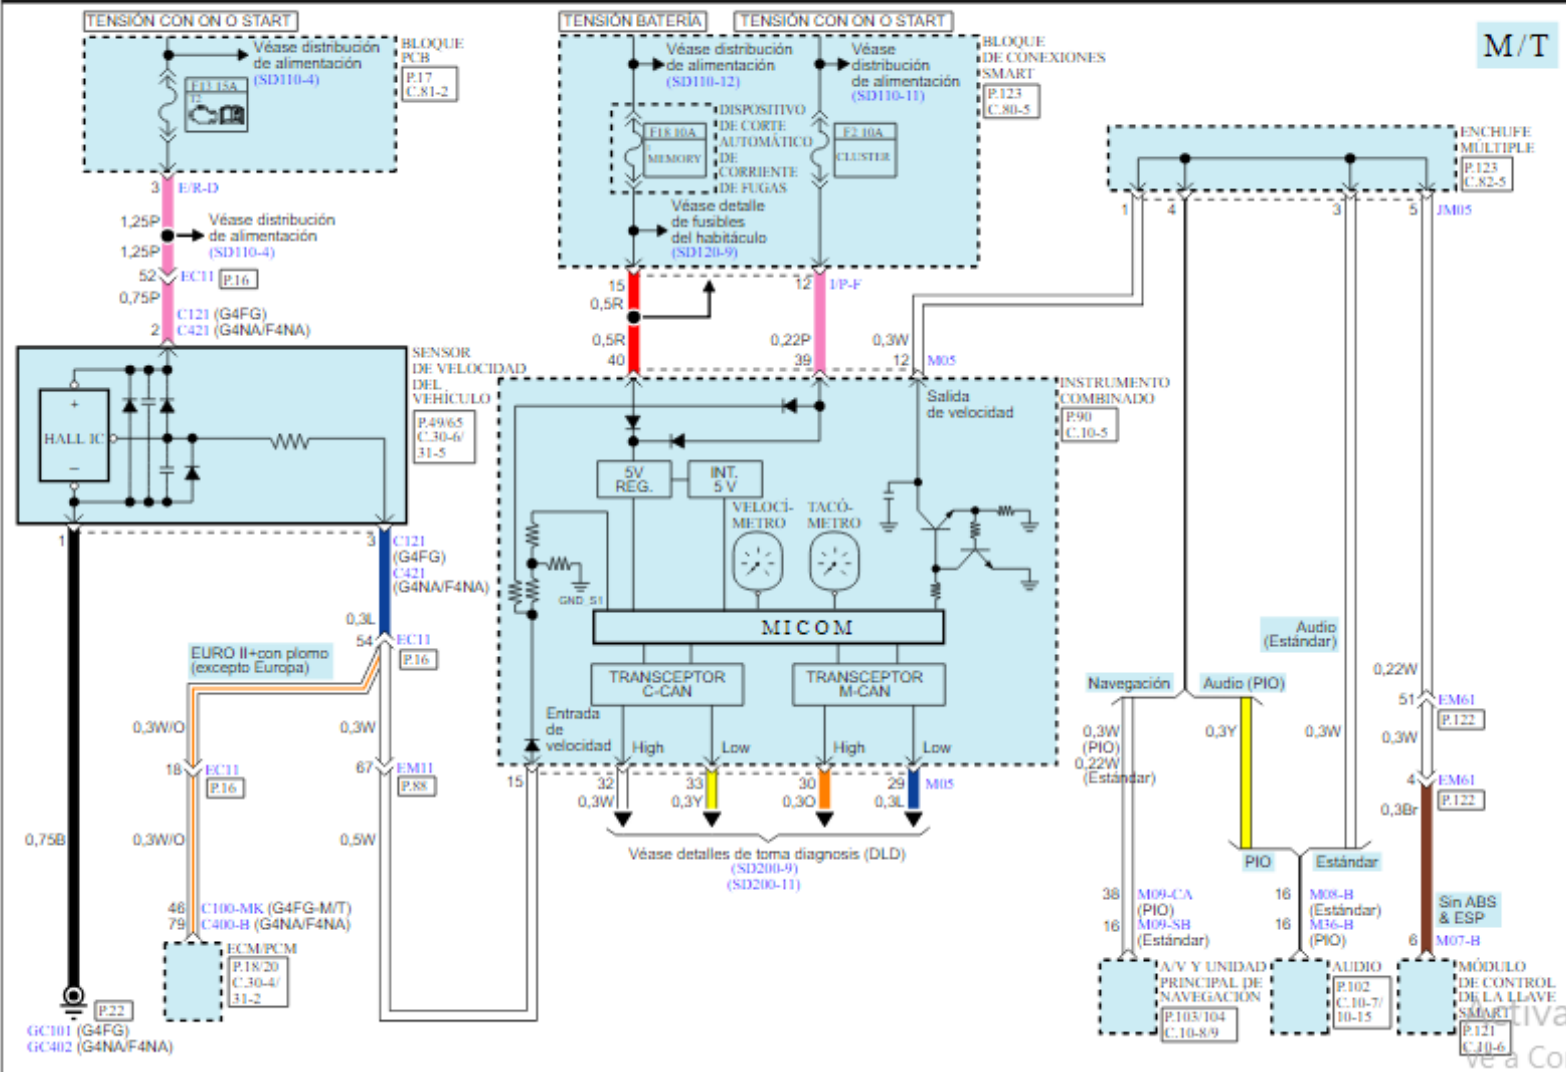 TENSIÓN CON ON O START
Véase distribución
de alimentación
(SD110-4)
F13 15A
BLOQUE
PCB
P.17
C.81-2
3 E/R-D
1,25P
Véase distribución
de alimentación
(SD110-4)
1,25P
52 EC11 P.16
0,75P
C121 (G4FG)
2 C421 (G4NA/F4NA)
SENSOR
DE VELOCIDAD
DEL
VEHÍCULO
P.49/65
C.30-6/
31-5
+
HALL IC
−
1
3 C121
(G4FG)
C421
(G4NA/F4NA)
0,3L
54 EC11
P.16
EURO II+con plomo
(excepto Europa)
0,3W/O
0,3W
18 EC11
P.16
67 EM11
P.88
0,75B
0,3W/O
0,5W
46 C100-MK (G4FG-M/T)
79 C400-B (G4NA/F4NA)
ECM/PCM
P.18/20
C.30-4/
31-2
P.22
GC101 (G4FG)
GC402 (G4NA/F4NA)
TENSIÓN BATERÍA
TENSIÓN CON ON O START
Véase distribución
de alimentación
(SD110-12)
Véase
distribución
de alimentación
(SD110-11)
BLOQUE
DE CONEXIONES
SMART
P.123
C.80-5
F18 10A
MEMORY
DISPOSITIVO
DE CORTE
AUTOMÁTICO
DE
CORRIENTE
DE FUGAS
F2 10A
CLUSTER
Véase detalle
de fusibles
del habitáculo
(SD120-9)
15
12 I/P-F
0,5R
0,5R
0,22P
0,3W
40
39
12 M05
INSTRUMENTO
COMBINADO
P.90
C.10-5
Salida
de velocidad
5V
REG.
INT.
5 V
VELOCÍ-
METRO
TACÓ-
METRO
GND_S1
MICOM
TRANSCEPTOR
C-CAN
TRANSCEPTOR
M-CAN
Entrada
de
velocidad
High
Low
High
Low
15
32
33
30
29 M05
0,3W
0,3Y
0,3O
0,3L
Véase detalles de toma diagnosis (DLD)
(SD200-9)
(SD200-11)
M/T
ENCHUFE
MÚLTIPLE
P.123
C.82-5
1
4
3
5 JM05
Audio
(Estándar)
Navegación
Audio (PIO)
0,22W
51 EM61
P.122
0,3W
(PIO)
0,22W
(Estándar)
0,3Y
0,3W
0,3W
4 EM61
P.122
0,3Br
PIO
Estándar
38 M09-CA
(PIO)
16 M09-SB
(Estándar)
16 M08-B
(Estándar)
16 M36-B
(PIO)
Sin ABS
& ESP
6 M07-B
A/V Y UNIDAD
PRINCIPAL DE
NAVEGACIÓN
P.103/104
C.10-8/9
AUDIO
P.102
C.10-7/
10-15
MÓDULO
DE CONTROL
DE LA LLAVE
SMART
P.121
C.10-6